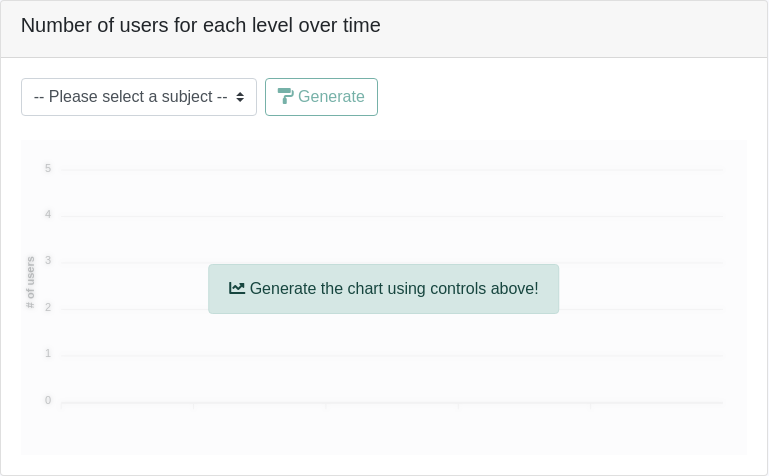 Number of users for each level over time
-- Please select a subject --
Generate
5
4
3
2
1
0
# of users
Generate the chart using controls above!